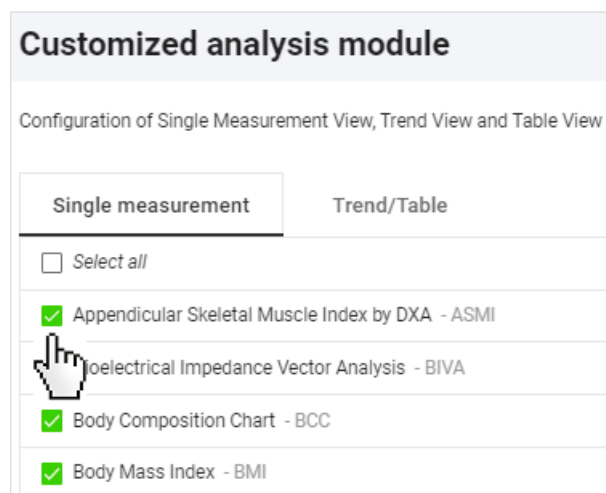 Customized analysis module
Configuration of Single Measurement View, Trend View and Table View
Single measurement Trend/Table
Select all
Appendicular Skeletal Muscle Index by DXA - ASMI
Impedance Vector Analysis - BIVA
Body Composition Chart - BCC
Body Mass Index - BMI